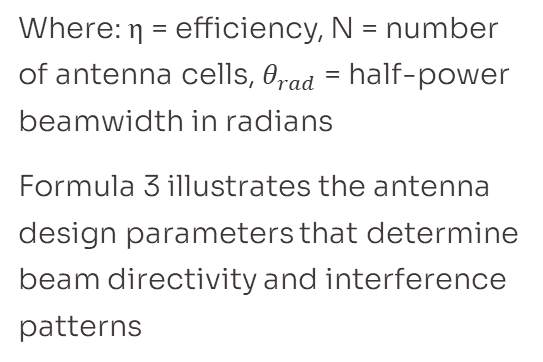 Where: η = efficiency, N = number
of antenna cells, θrad = half-power
beamwidth in radians
Formula 3 illustrates the antenna
design parameters that determine
beam directivity and interference
patterns